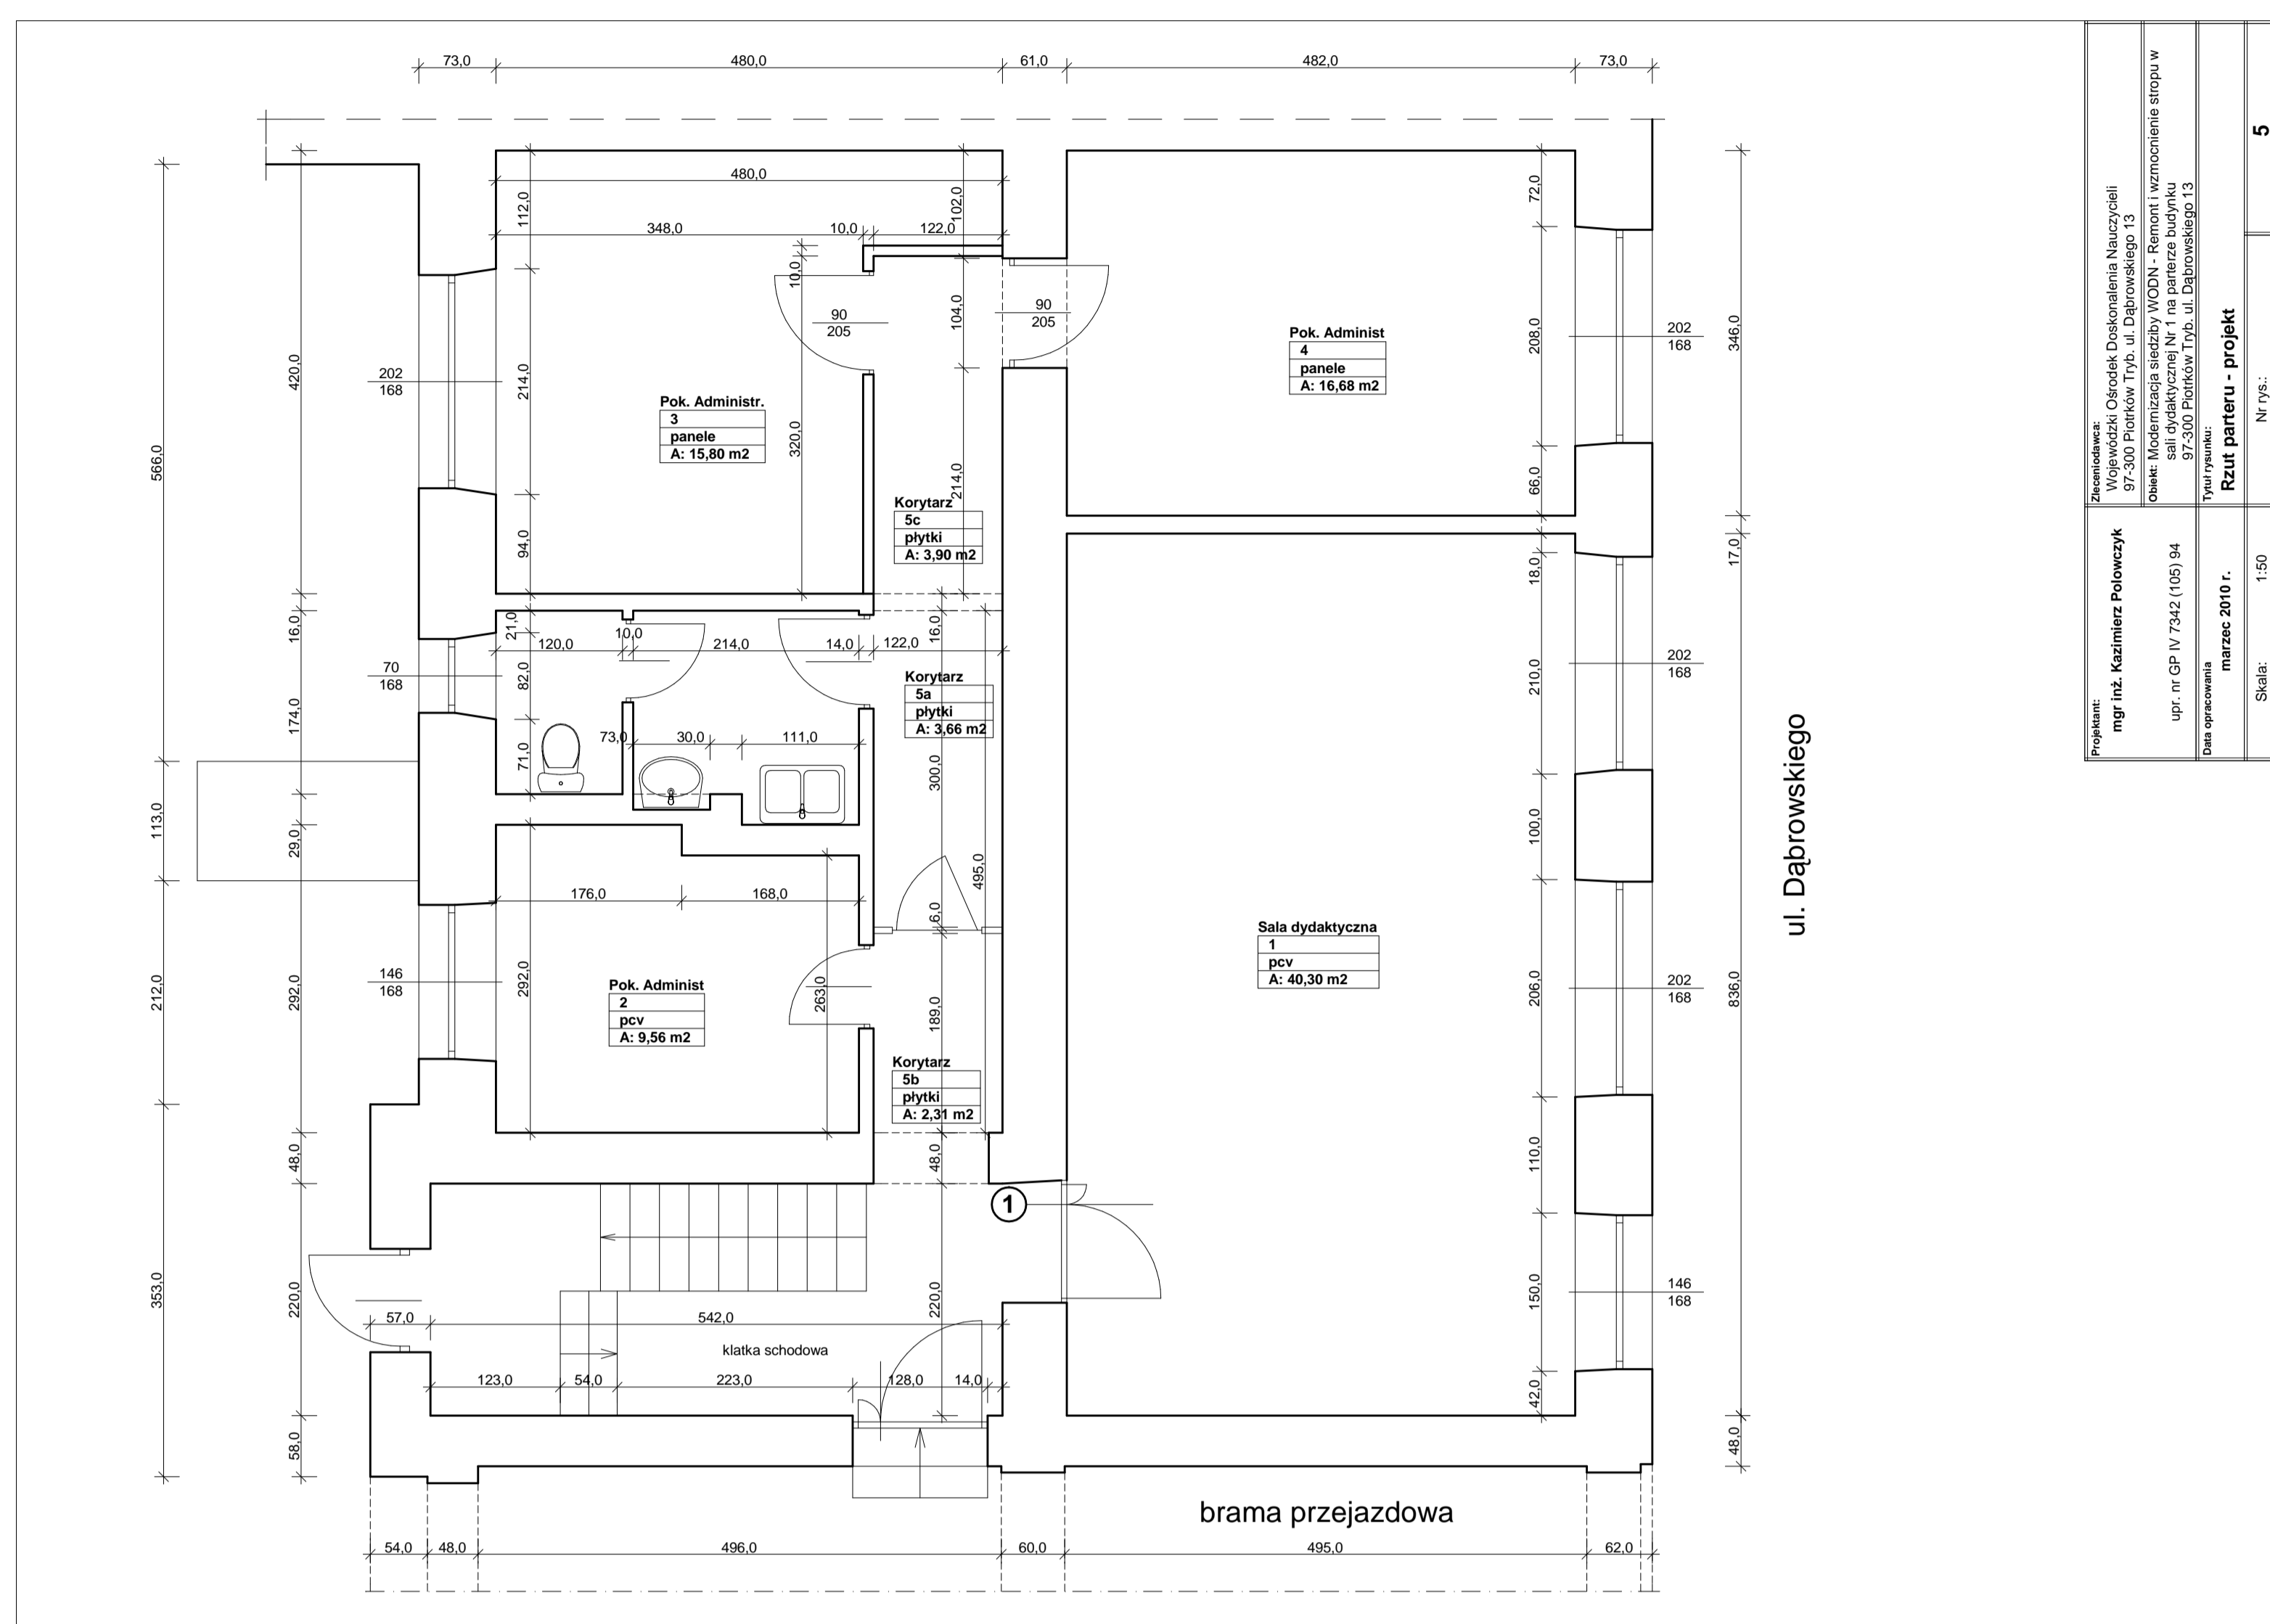 73,0
480,0
61,0
482,0
73,0
480,0
348,0
10,0
122,0
112,0
102,0
72,0
10,0
90
205
104,0
90
205
Pok. Administ
4
panele
A: 16,68 m2
208,0
202
168
346,0
420,0
202
168
214,0
Pok. Administr.
3
panele
A: 15,80 m2
320,0
566,0
214,0
66,0
Korytarz
5c
płytki
A: 3,90 m2
94,0
18,0
17,0
16,0
21,0
120,0
10,0
214,0
14,0
122,0
16,0
70
168
82,0
174,0
Korytarz
5a
płytki
A: 3,66 m2
210,0
202
168
71,0
73,0
30,0
111,0
300,0
113,0
29,0
100,0
176,0
168,0
495,0
6,0
ul. Dąbrowskiego
Sala dydaktyczna
1
pcv
A: 40,30 m2
212,0
292,0
146
168
292,0
Pok. Administ
2
pcv
A: 9,56 m2
263,0
189,0
206,0
202
168
836,0
Korytarz
5b
płytki
A: 2,31 m2
48,0
48,0
110,0
1
353,0
220,0
57,0
542,0
220,0
150,0
146
168
klatka schodowa
123,0
54,0
223,0
128,0
14,0
42,0
58,0
48,0
brama przejazdowa
54,0
48,0
496,0
60,0
495,0
62,0
Zleceniodawca:
Wojewódzki Ośrodek Doskonalenia Nauczycieli
97-300 Piotrków Tryb. ul. Dąbrowskiego 13
Obiekt: Modernizacja siedziby WODN - Remont i wzmocnienie stropu w
sali dydaktycznej Nr 1 na parterze budynku
97-300 Piotrków Tryb. ul. Dąbrowskiego 13
Tytuł rysunku:
Rzut parteru - projekt
Nr rys.:
5
Projektant:
mgr inż. Kazimierz Polowczyk
upr. nr GP IV 7342 (105) 94
Data opracowania
marzec 2010 r.
Skala:
1:50